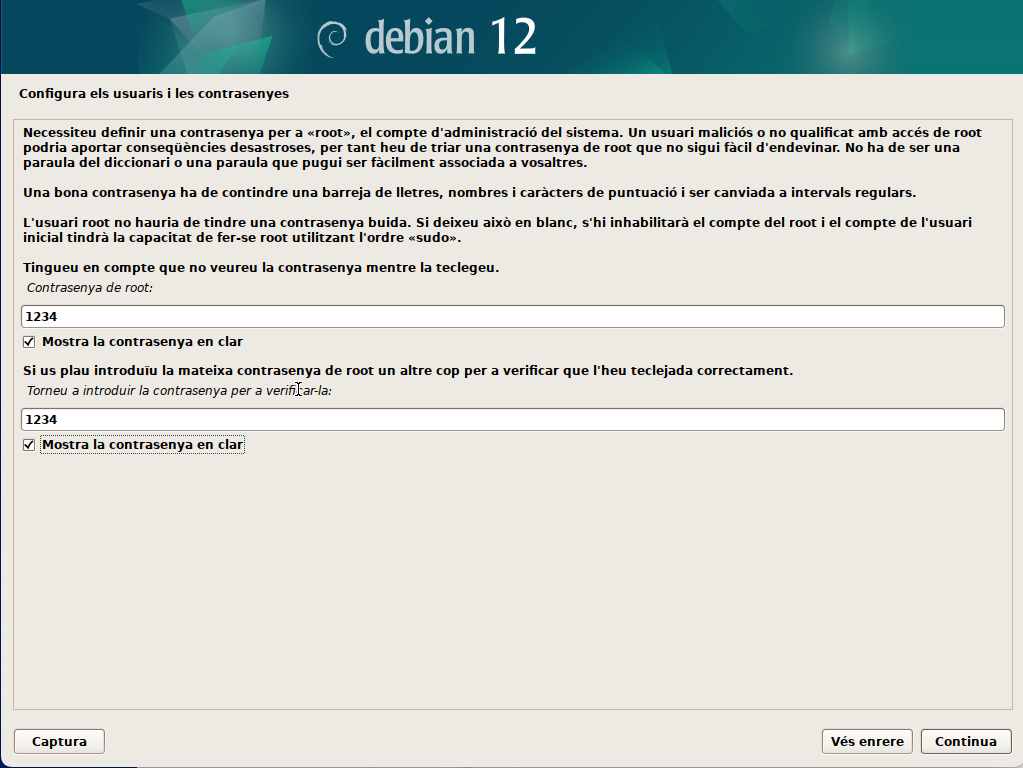 debian 12
Configura els usuaris i les contrasenyes
Necessiteu definir una contrasenya per a «root», el compte d'administració del sistema. Un usuari maliciós o no qualificat amb accés de root
podria aportar conseqüències desastroses, per tant heu de triar una contrasenya de root que no sigui fàcil d'endevinar. No ha de ser una
paraula del diccionari o una paraula que pugui ser fàcilment associada a vosaltres.
Una bona contrasenya ha de contindre una barreja de lletres, nombres i caràcters de puntuació i ser canviada a intervals regulars.
L'usuari root no hauria de tindre una contrasenya buida. Si deixeu això en blanc, s'hi inhabilitarà el compte del root i el compte de l'usuari
inicial tindrà la capacitat de fer-se root utilitzant l'ordre «sudo».
Tingueu en compte que no veureu la contrasenya mentre la teclegeu.
Contrasenya de root:
1234
Mostra la contrasenya en clar
Si us plau introduïu la mateixa contrasenya de root un altre cop per a verificar que l'heu teclejada correctament.
Torneu a introduir la contrasenya per a verificar-la:
1234
Mostra la contrasenya en clar
Captura
Vés enrere
Continua